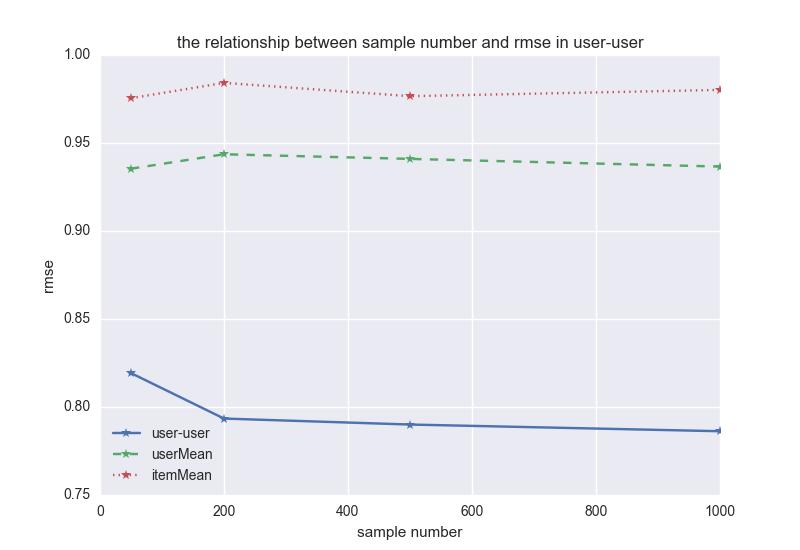 the relationship between sample number and rmse in user-user
1.00
0.95
0.90
0.85
0.80
0.75
rmse
user-user
userMean
itemMean
0 200 400 600 800 1000
sample number